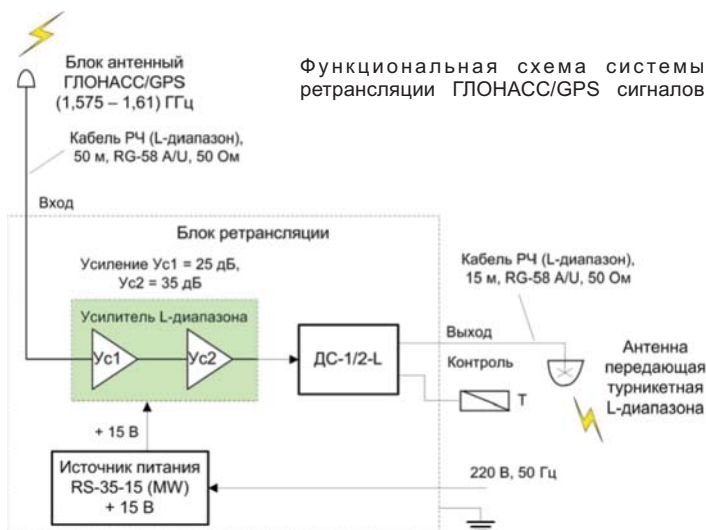 Блок антенный
ГЛОНАСС/GPS
(1,575 – 1,61) ГГц
Функциональная схема системы
ретрансляции ГЛОНАСС/GPS сигналов
Кабель РЧ (L-диапазон),
50 м, RG-58 A/U, 50 Ом
Вход
Блок ретрансляции
Усиление Ус1 = 25 дБ,
Ус2 = 35 дБ
Усилитель L-диапазона
Ус1
Ус2
ДС-1/2-L
Кабель РЧ (L-диапазон),
15 м, RG-58 A/U, 50 Ом
Выход
Контроль
Т
Антенна
передающая
турникетная
L-диапазона
+ 15 В
Источник питания
RS-35-15 (MW)
+ 15 В
220 В, 50 Гц